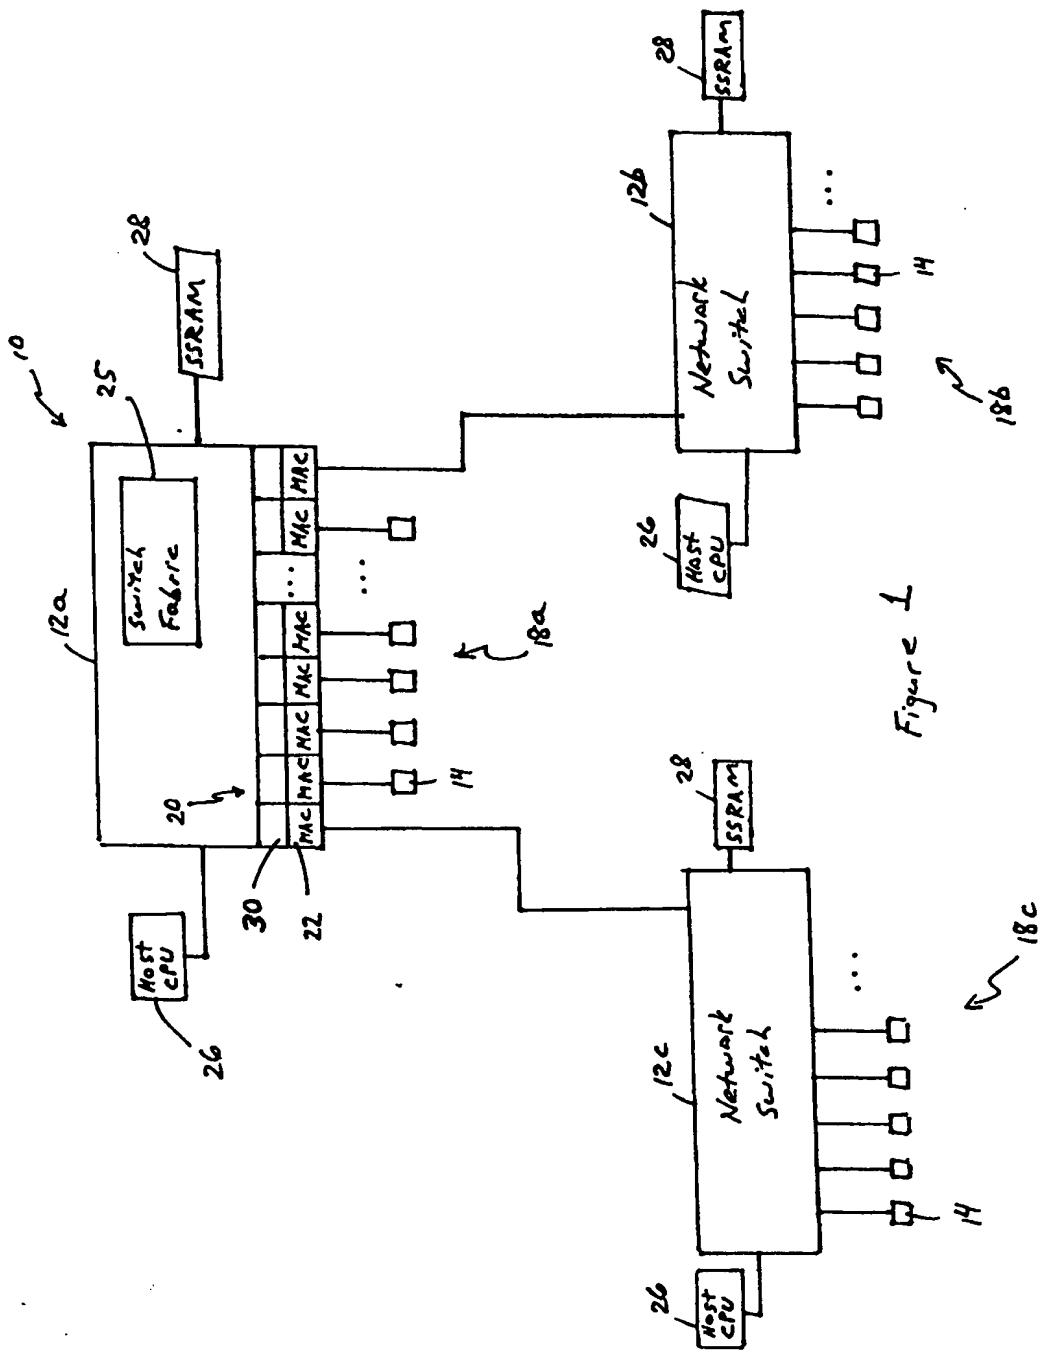 10
12a
28
SSRAM
25
Switch
Fabric
Host
CPU
26
20
30
22
MAC
MAC
MAC
MAC
MAC
...
MAC
MAC
14
...
18a
12c
Network
Switch
28
SSRAM
26
Host
CPU
14
...
18c
12b
Network
Switch
28
SSRAM
26
Host
CPU
14
...
18b
Figure 1